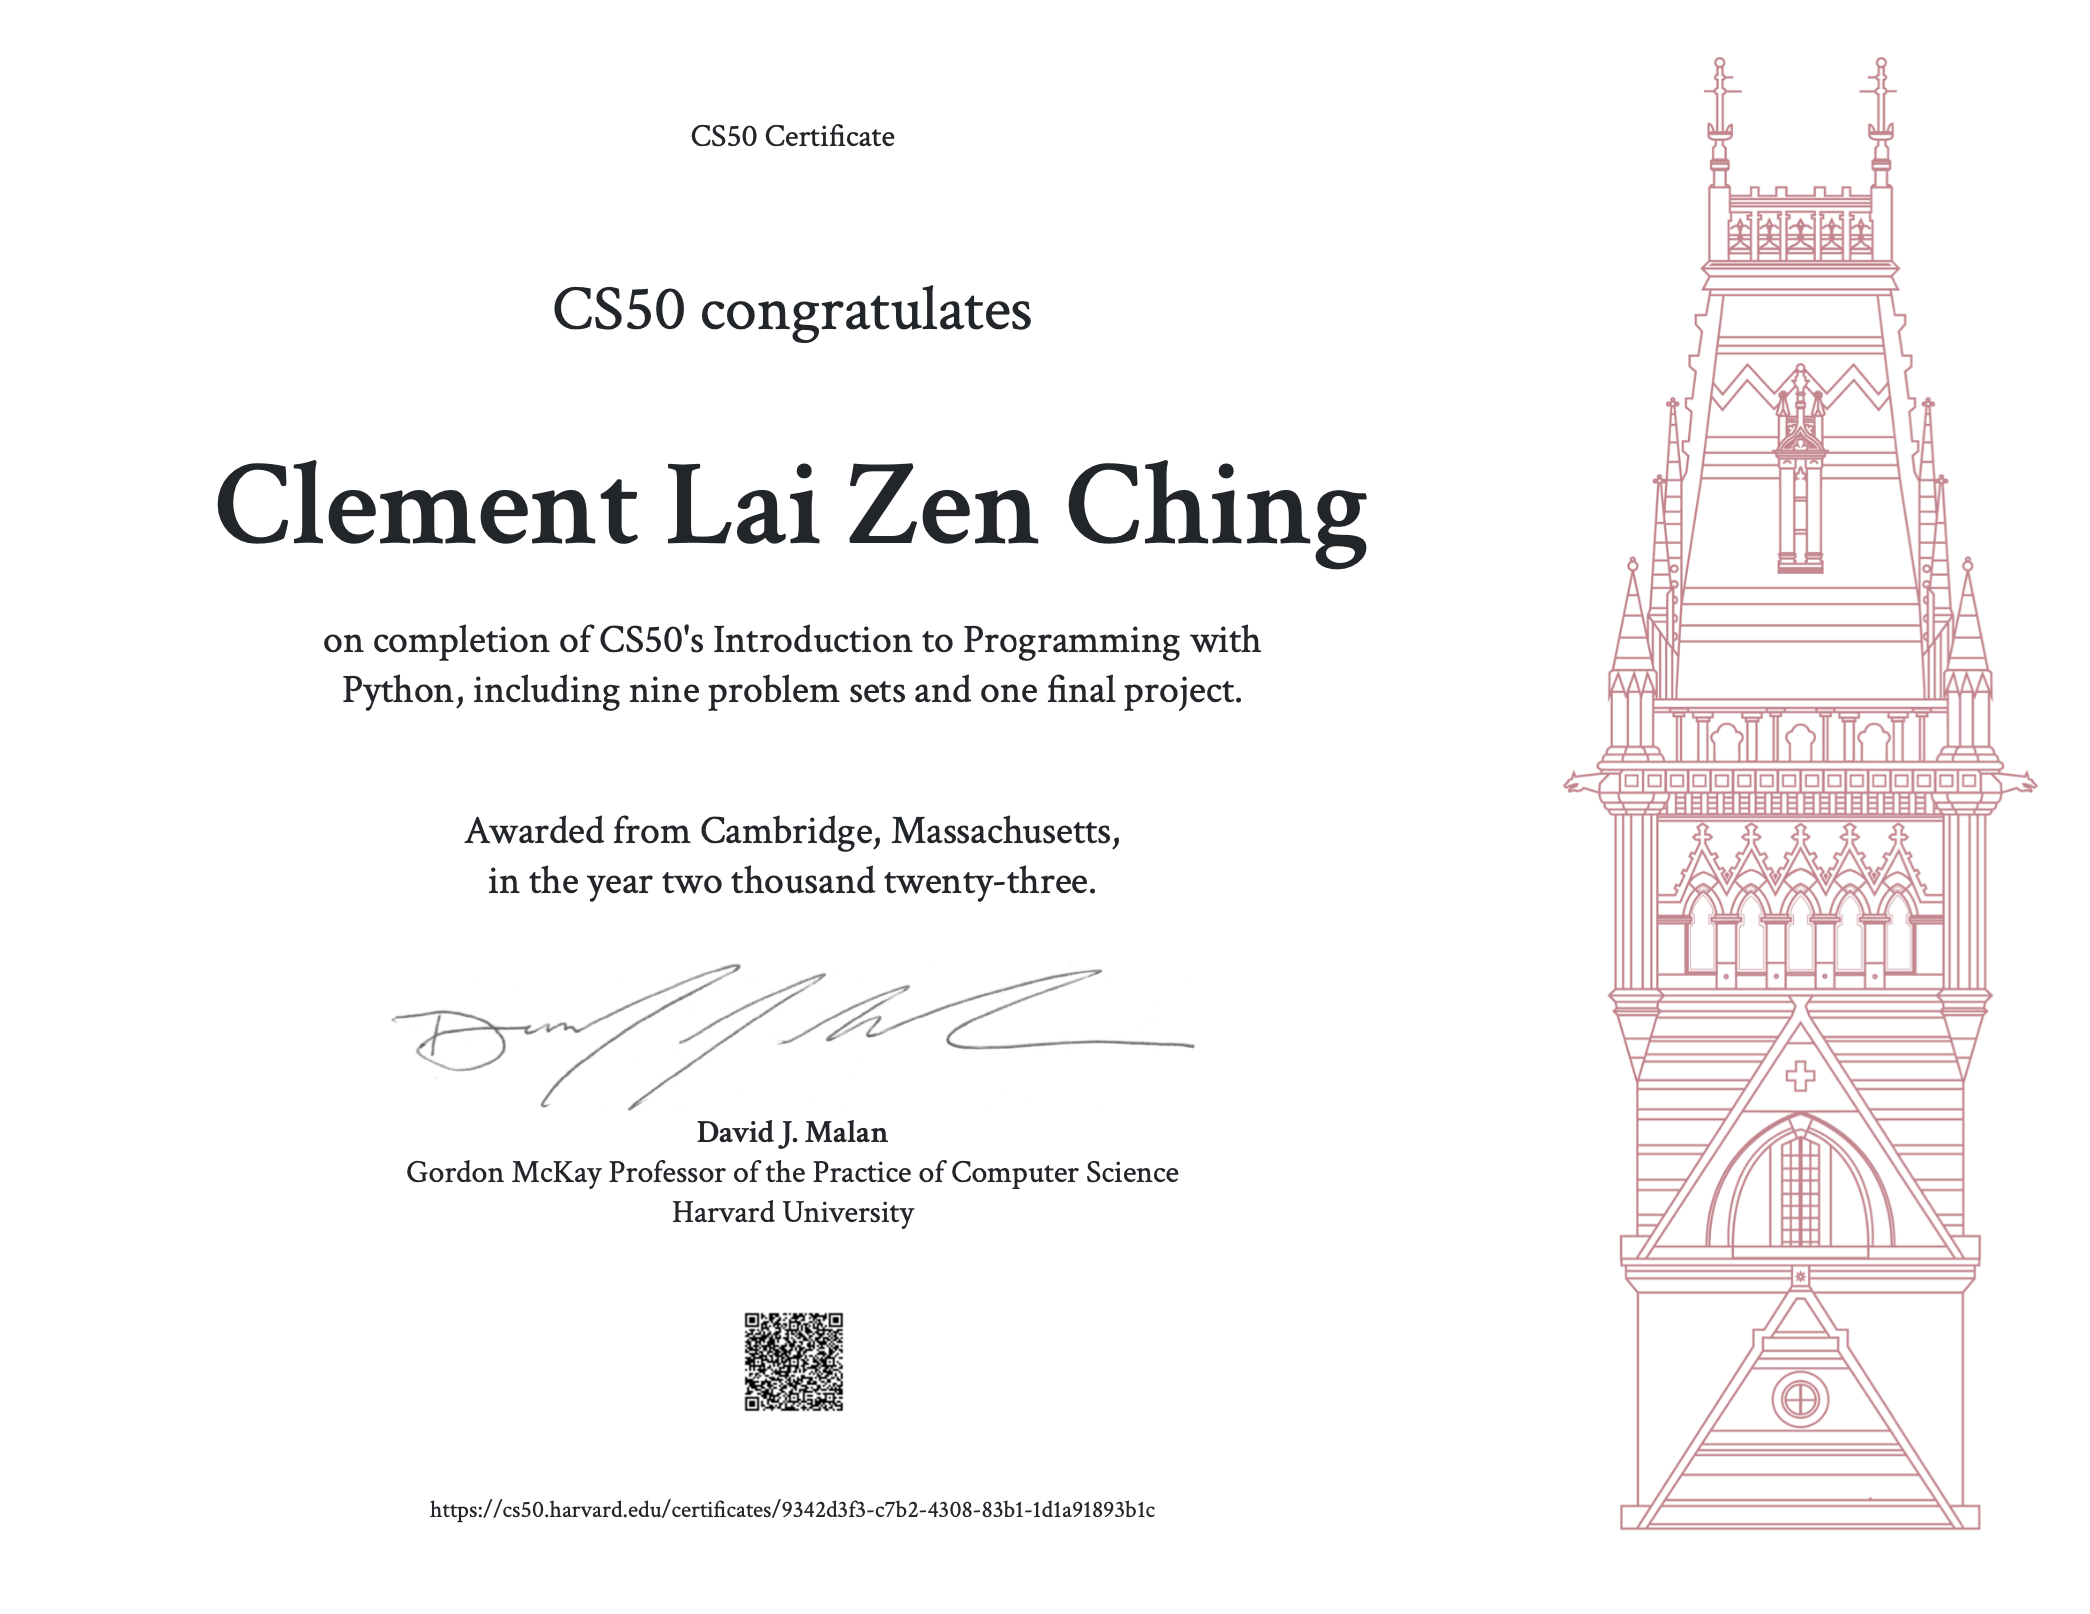 CS50 Certificate
CS50 congratulates
Clement Lai Zen Ching
on completion of CS50's Introduction to Programming with
Python, including nine problem sets and one final project.
Awarded from Cambridge, Massachusetts,
in the year two thousand twenty-three.
David J. Malan
Gordon McKay Professor of the Practice of Computer Science
Harvard University
https://cs50.harvard.edu/certificates/9342d3f3-c7b2-4308-83b1-1d1a91893b1c